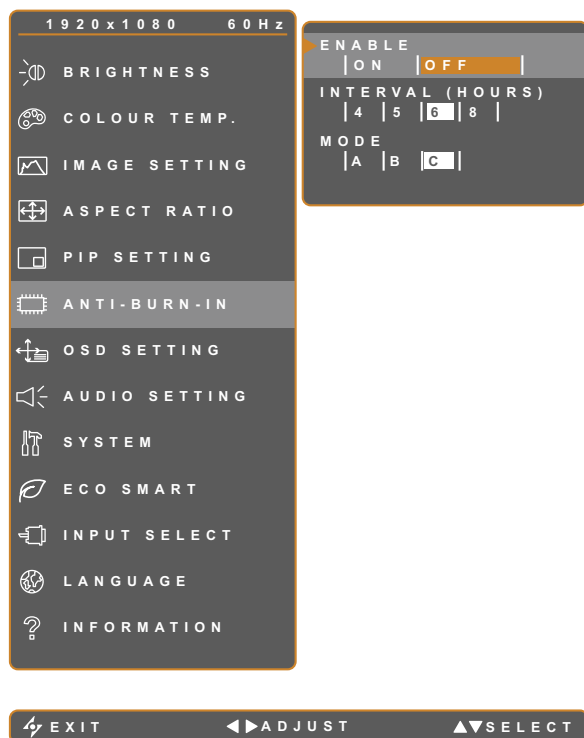 1920x1080 60Hz
BRIGHTNESS
COLOUR TEMP.
IMAGE SETTING
ASPECT RATIO
PIP SETTING
ANTI-BURN-IN
OSD SETTING
AUDIO SETTING
SYSTEM
ECO SMART
INPUT SELECT
LANGUAGE
INFORMATION
ENABLE
ON OFF
INTERVAL (HOURS)
4 5 6 8
MODE
A B C
EXIT ADJUST SELECT